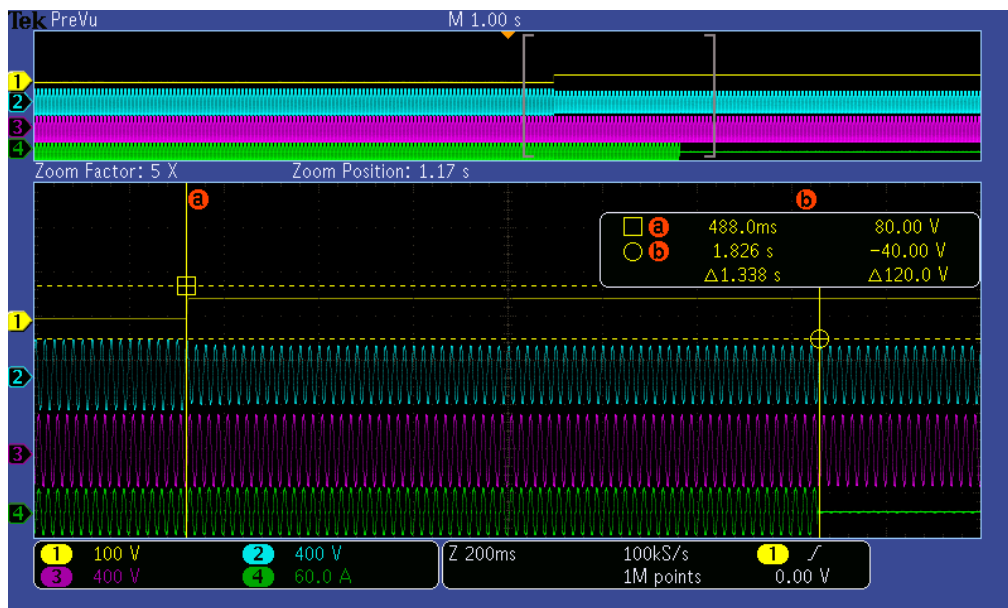 Tek PreVu M 1.00 s
1
2
3
4
Zoom Factor: 5 X Zoom Position: 1.17 s
a b
a 488.0ms 80.00 V
b 1.826 s −40.00 V
Δ1.338 s Δ120.0 V
1
2
3
4
1 100 V 2 400 V Z 200ms 100kS/s 1 /
3 400 V 4 60.0 A 1M points 0.00 V